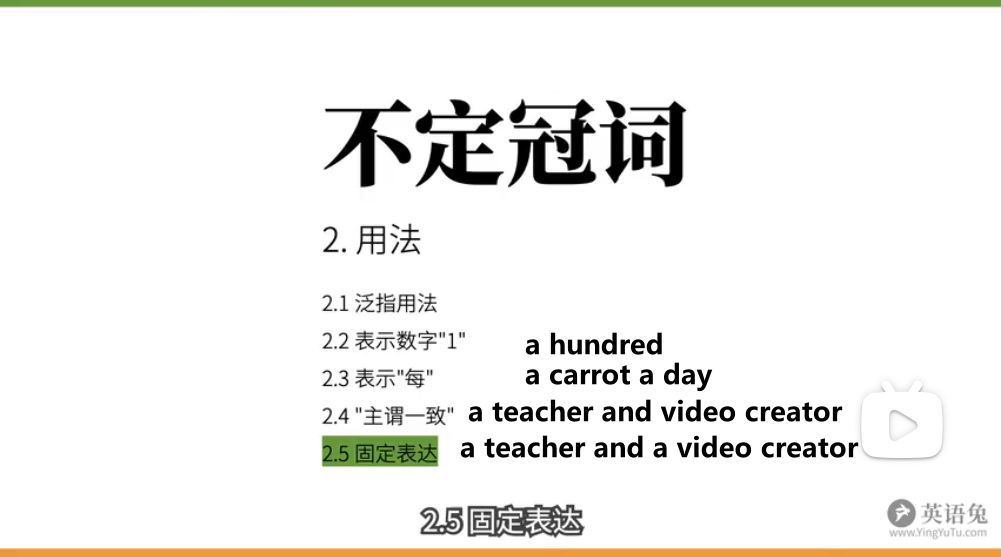 不定冠词
2. 用法
2.1 泛指用法
2.2 表示数字"1"
a hundred
2.3 表示"每"
a carrot a day
2.4 "主谓一致"
a teacher and video creator
2.5 固定表达
a teacher and a video creator
2.5 固定表达
英语兔
www.YingYuTu.com